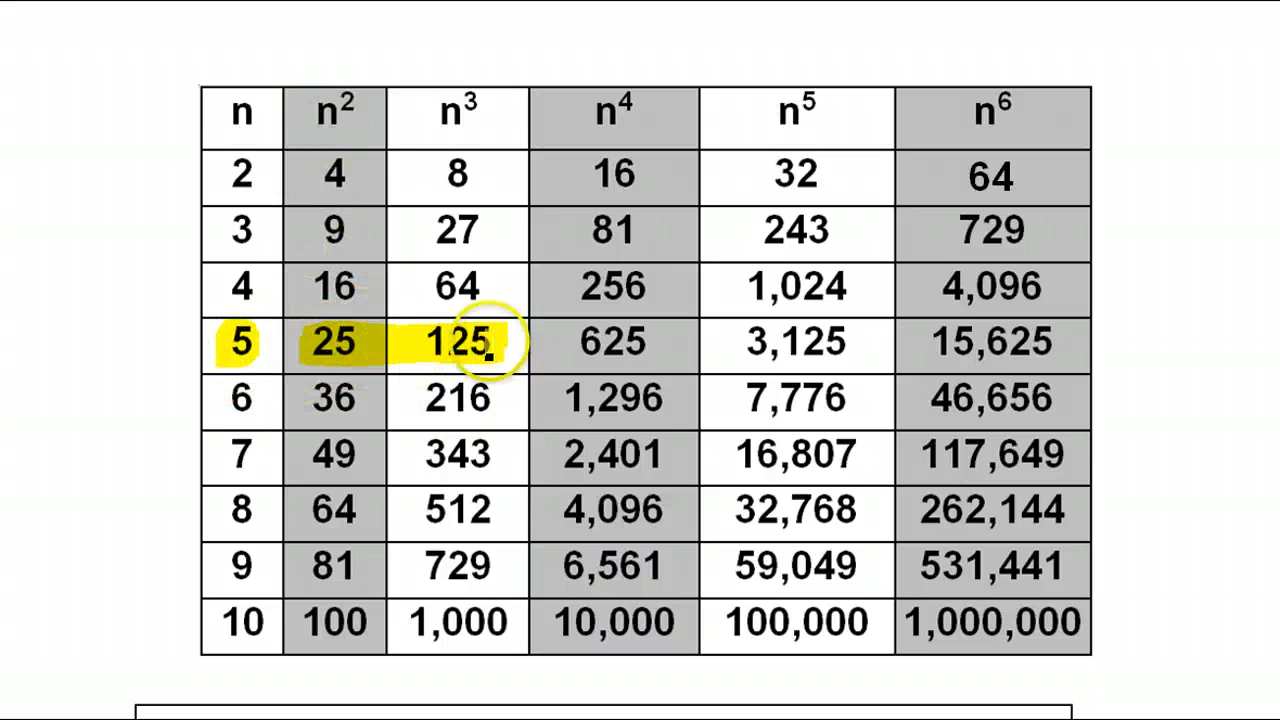 n n² n³ n⁴ n⁵ n⁶
2 4 8 16 32 64
3 9 27 81 243 729
4 16 64 256 1,024 4,096
5 25 125 625 3,125 15,625
6 36 216 1,296 7,776 46,656
7 49 343 2,401 16,807 117,649
8 64 512 4,096 32,768 262,144
9 81 729 6,561 59,049 531,441
10 100 1,000 10,000 100,000 1,000,000